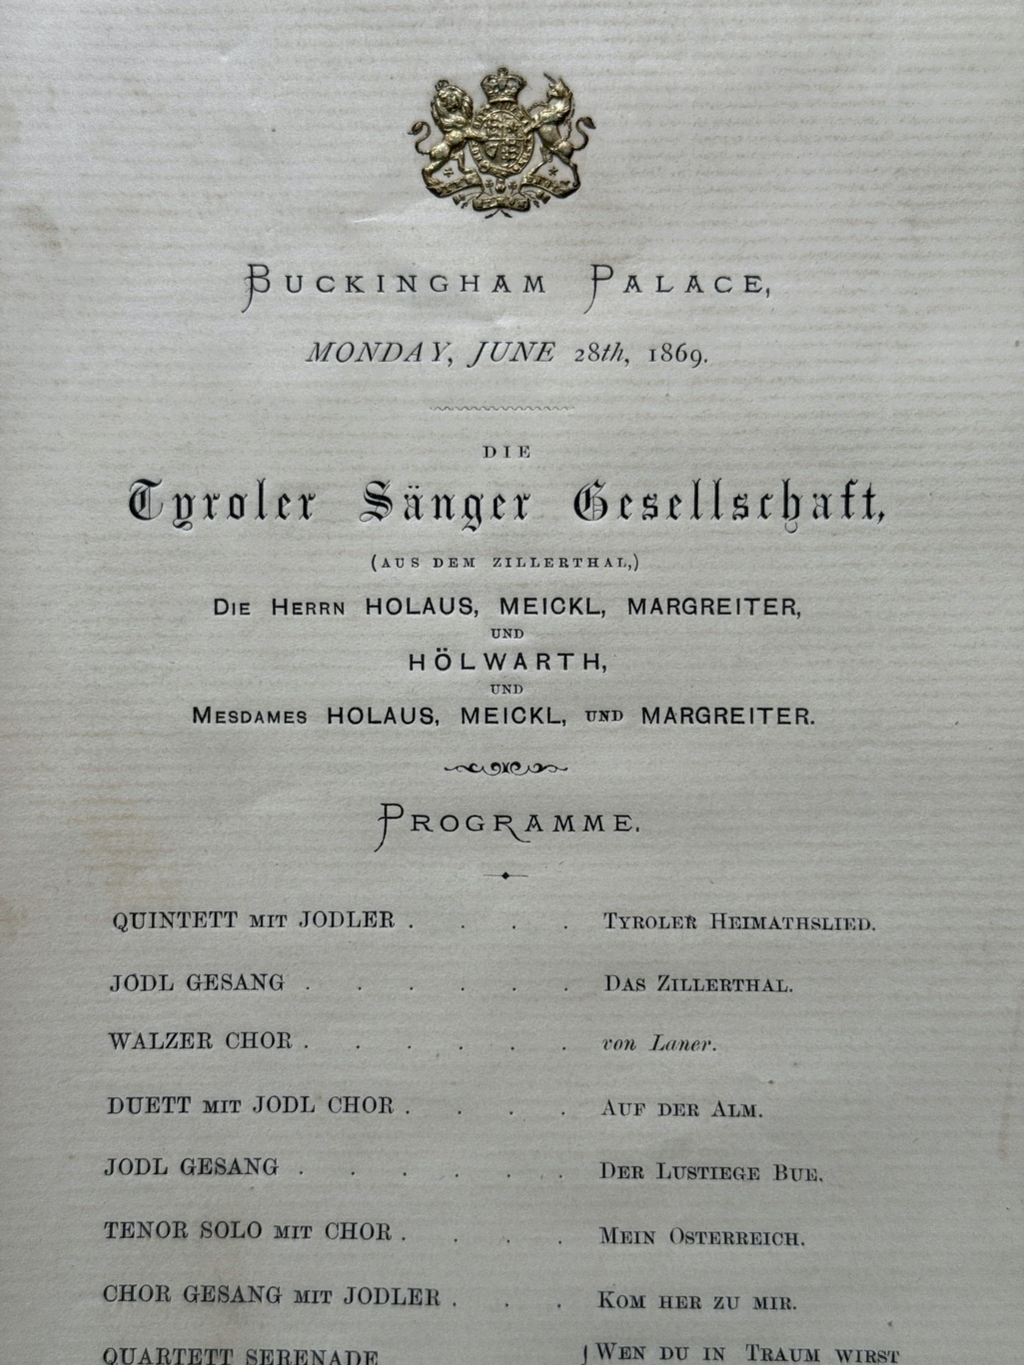 BUCKINGHAM PALACE,
MONDAY, JUNE 28th, 1869.
DIE
Tyroler Sänger Gesellschaft,
(AUS DEM ZILLERTHAL,)
DIE HERRN HOLAUS, MEICKL, MARGREITER,
UND
HÖLWARTH,
UND
MESDAMES HOLAUS, MEICKL, UND MARGREITER.
PROGRAMME.
QUINTETT MIT JODLER . . . . TYROLER HEIMATHSLIED.
JODL GESANG . . . . . . DAS ZILLERTHAL.
WALZER CHOR . . . . . . von Laner.
DUETT MIT JODL CHOR . . . . AUF DER ALM.
JODL GESANG . . . . . . DER LUSTIEGE BUE.
TENOR SOLO MIT CHOR . . . . MEIN OSTERREICH.
CHOR GESANG MIT JODLER . . . KOM HER ZU MIR.
QUARTETT SERENADE WEN DU IN TRAUM WIRST